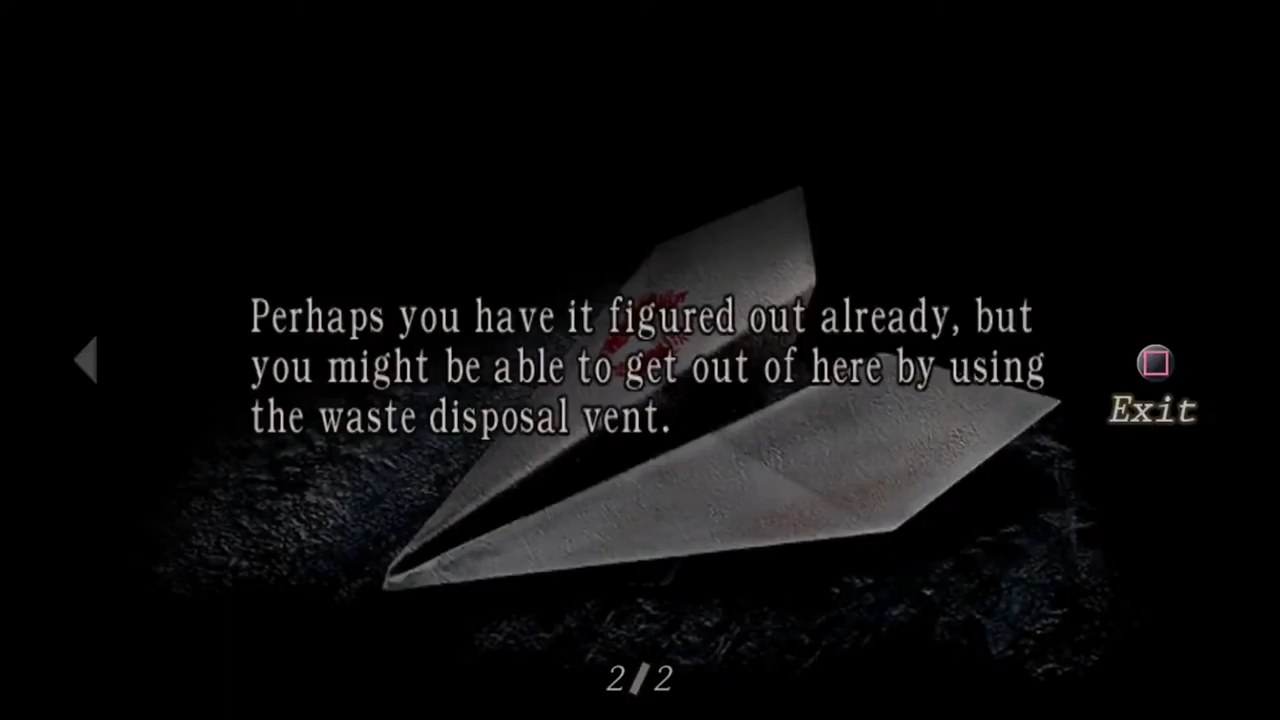 Perhaps you have it figured out already, but
you might be able to get out of here by using
the waste disposal vent.
Exit
2/2